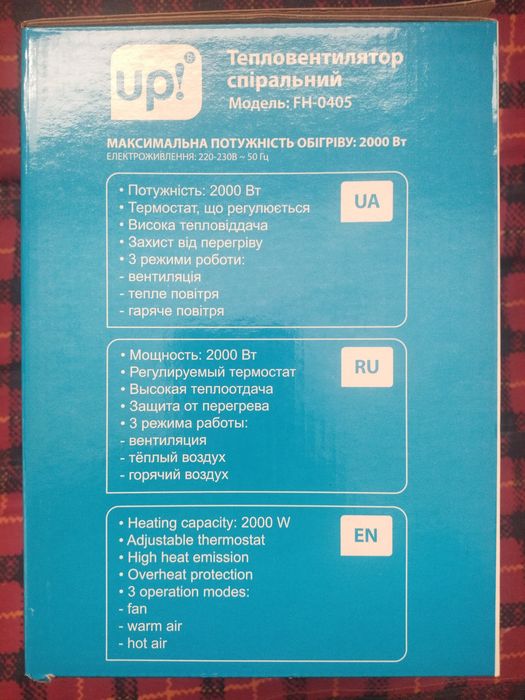 up!®
Тепловентилятор
спіральний
Модель: FH-0405
МАКСИМАЛЬНА ПОТУЖНІСТЬ ОБІГРІВУ: 2000 Вт
ЕЛЕКТРОЖИВЛЕННЯ: 220-230В ~ 50 Гц
UA
• Потужність: 2000 Вт
• Термостат, що регулюється
• Висока тепловіддача
• Захист від перегріву
• 3 режими роботи:
- вентиляція
- тепле повітря
- гаряче повітря
RU
• Мощность: 2000 Вт
• Регулируемый термостат
• Высокая теплоотдача
• Защита от перегрева
• 3 режима работы:
- вентиляция
- тёплый воздух
- горячий воздух
EN
• Heating capacity: 2000 W
• Adjustable thermostat
• High heat emission
• Overheat protection
• 3 operation modes:
- fan
- warm air
- hot air